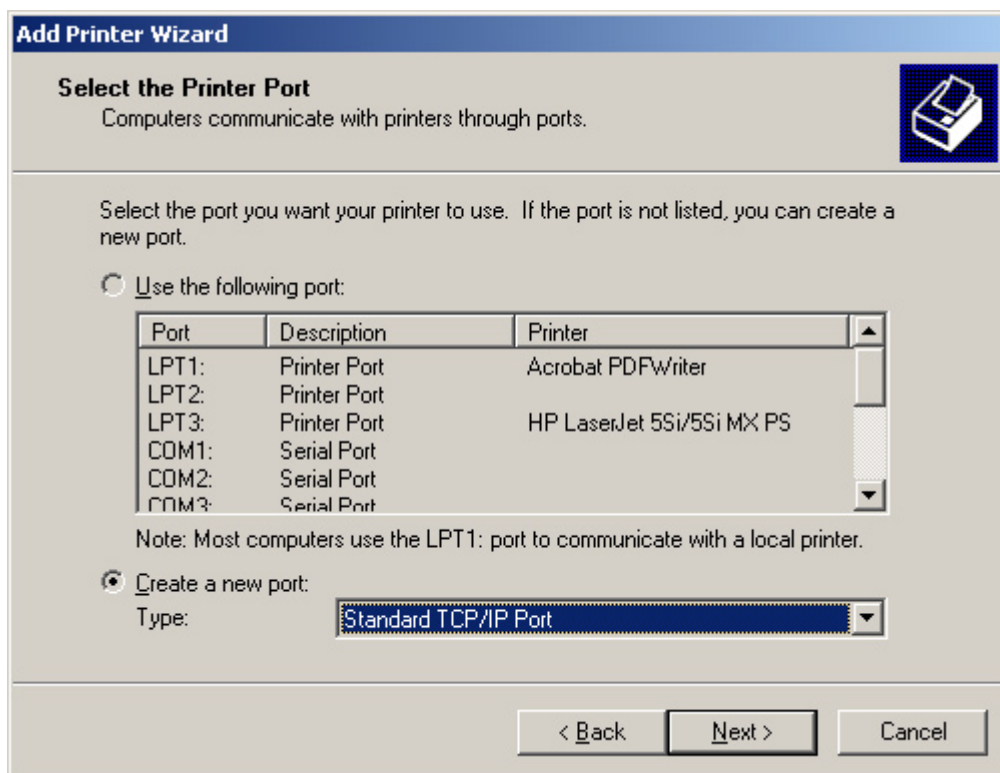 Add Printer Wizard
Select the Printer Port
Computers communicate with printers through ports.
Select the port you want your printer to use. If the port is not listed, you can create a
new port.
Use the following port:
Port Description Printer
LPT1: Printer Port Acrobat PDFWriter
LPT2: Printer Port
LPT3: Printer Port HP LaserJet 5Si/5Si MX PS
COM1: Serial Port
COM2: Serial Port
COM3: Serial Port
Note: Most computers use the LPT1: port to communicate with a local printer.
Create a new port:
Type: Standard TCP/IP Port
< Back Next > Cancel